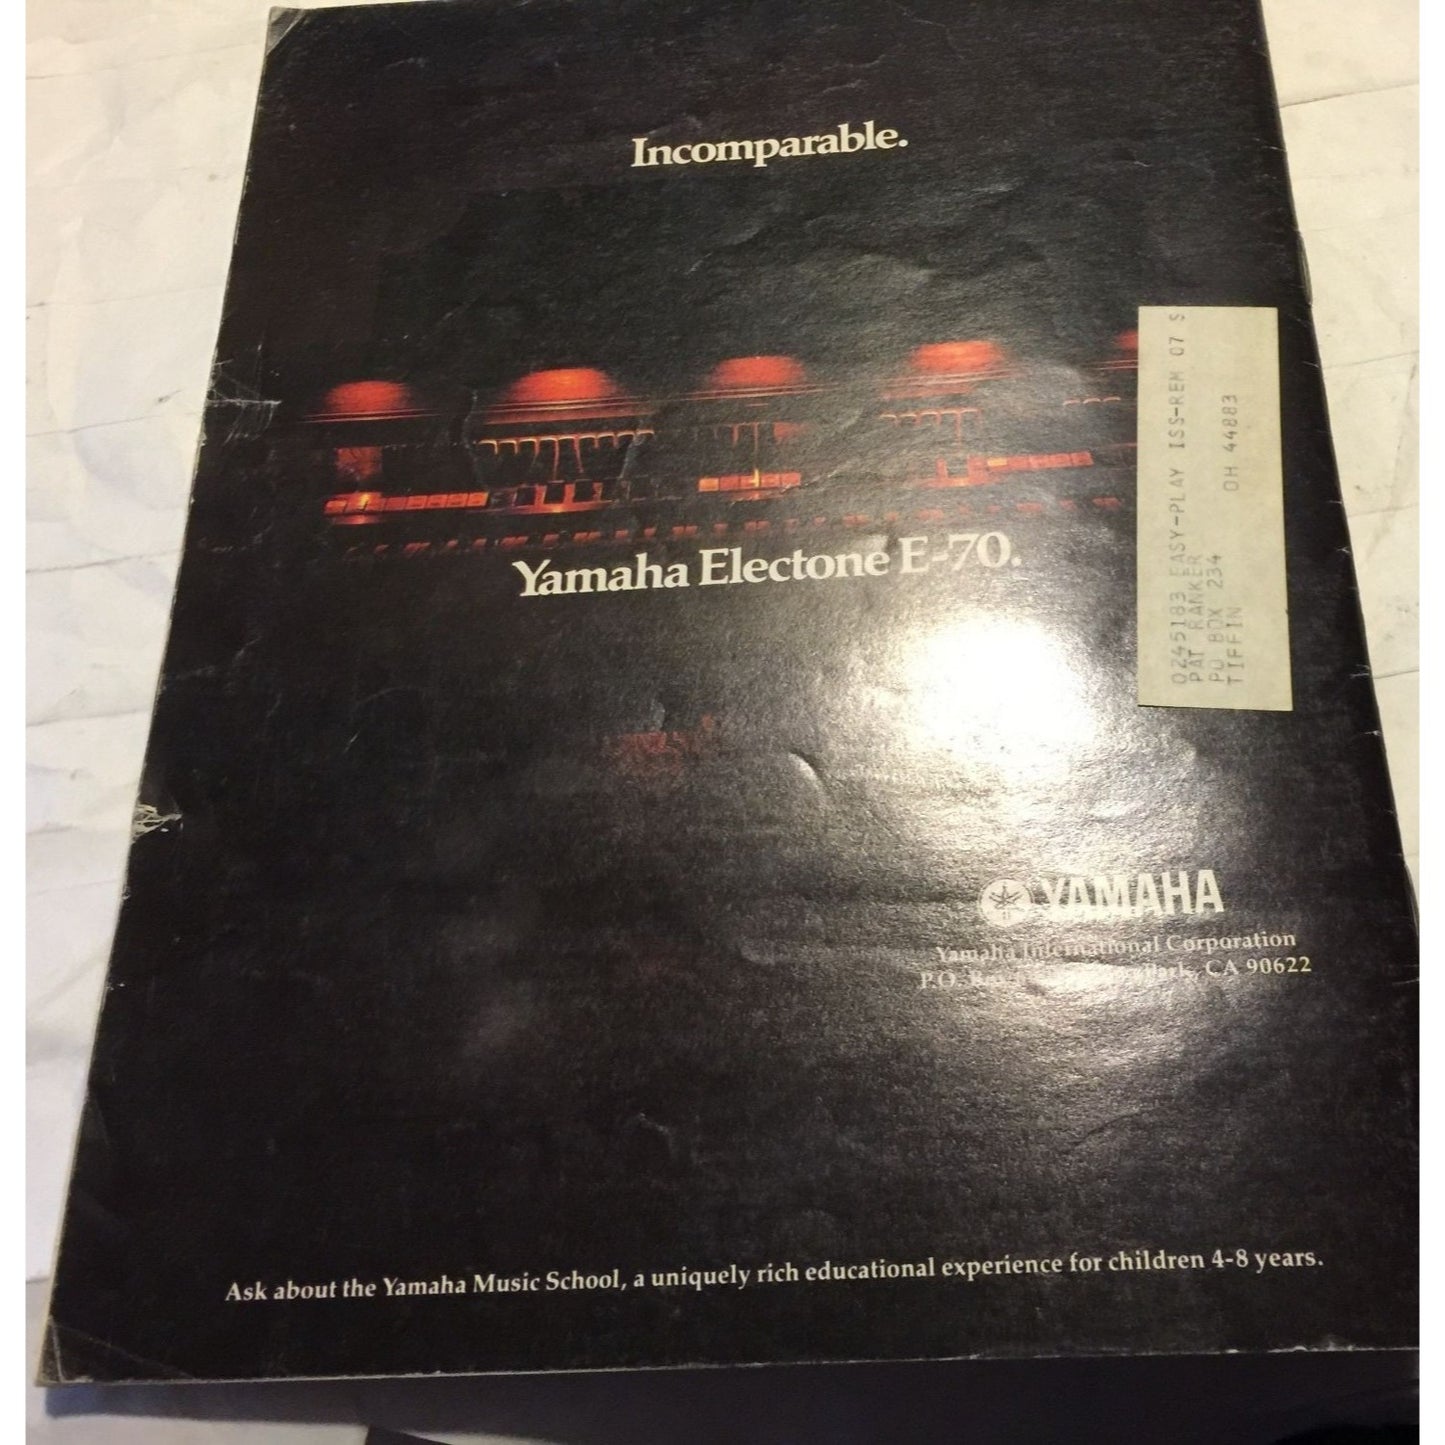 Incomparable.
Yamaha Electone E-70.
0245183 EASY-PLAY ISS-REM 07 S
PAT RANKER
PO BOX 234
TIFFIN OH 44883
YAMAHA
Yamaha International Corporation
P.O. CA 90622
Ask about the Yamaha Music School, a uniquely rich educational experience for children 4-8 years.